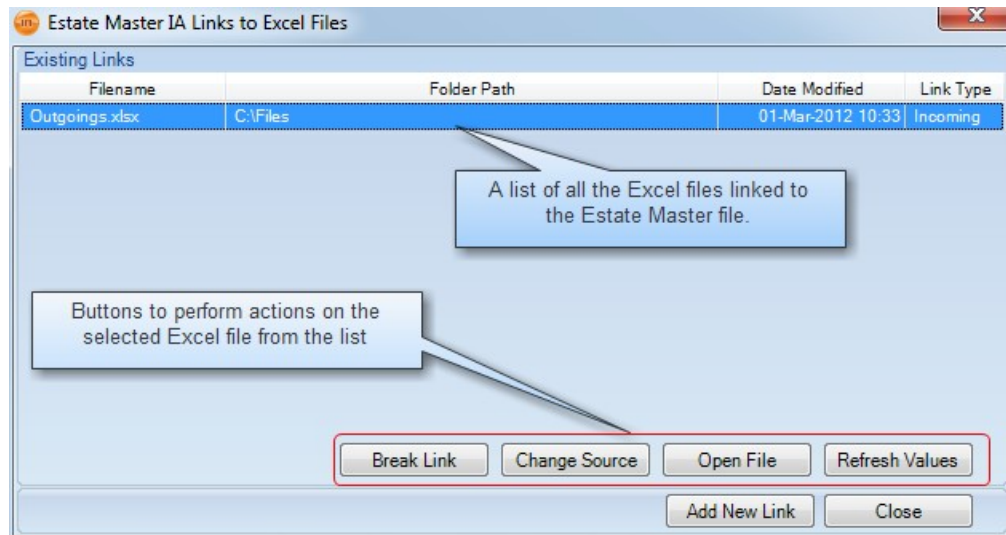 Estate Master IA Links to Excel Files
Existing Links
Filename Folder Path Date Modified Link Type
Outgoings.xlsx C:\Files 01-Mar-2012 10:33 Incoming
A list of all the Excel files linked to
the Estate Master file.
Buttons to perform actions on the
selected Excel file from the list
Break Link Change Source Open File Refresh Values
Add New Link Close